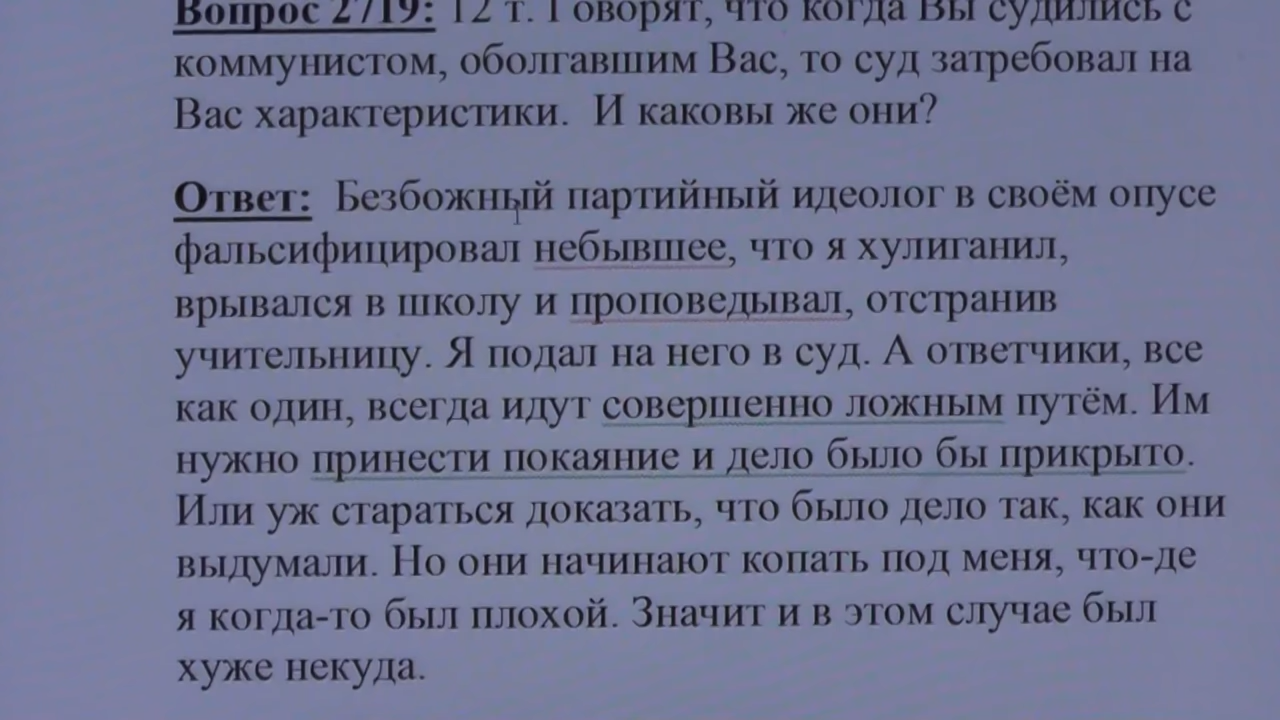 Вопрос 2719: 12 т. Говорят, что когда Вы судились с
коммунистом, оболгавшим Вас, то суд затребовал на
Вас характеристики. И каковы же они?
Ответ: Безбожный партийный идеолог в своём опусе
фальсифицировал небывшее, что я хулиганил,
врывался в школу и проповедывал, отстранив
учительницу. Я подал на него в суд. А ответчики, все
как один, всегда идут совершенно ложным путём. Им
нужно принести покаяние и дело было бы прикрыто.
Или уж стараться доказать, что было дело так, как они
выдумали. Но они начинают копать под меня, что-де
я когда-то был плохой. Значит и в этом случае был
хуже некуда.